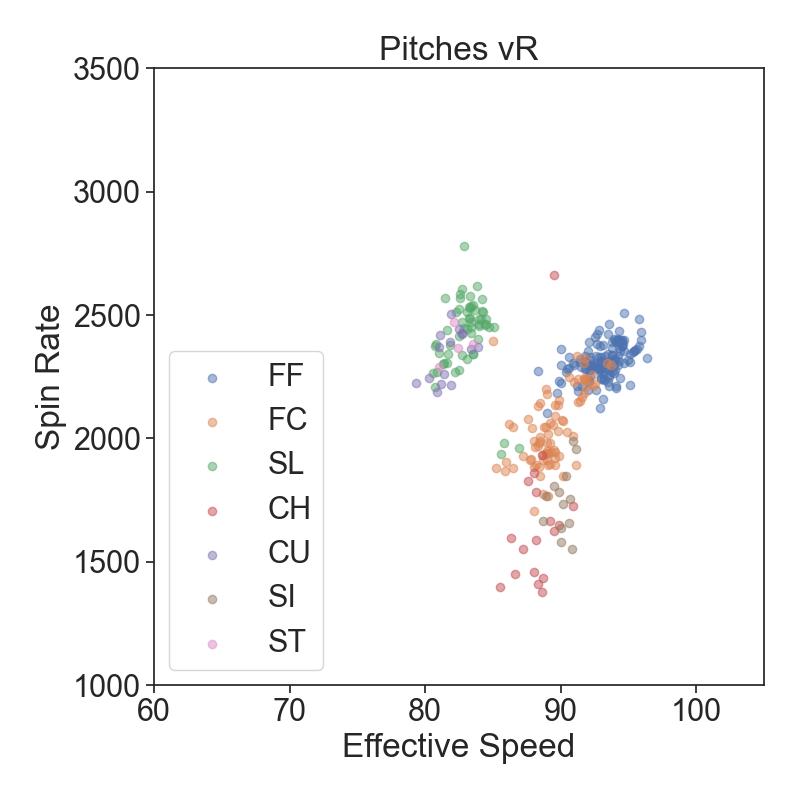 Pitches vR
3500
3000
2500
2000
1500
1000
Spin Rate
FF
FC
SL
CH
CU
SI
ST
60 70 80 90 100
Effective Speed